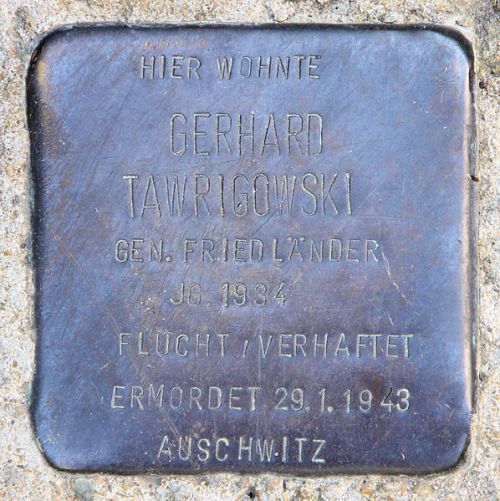 HIER WOHNTE
GERHARD
TAWRIGOWSKI
GEN. FRIEDLÄNDER
JG. 1934
FLUCHT / VERHAFTET
ERMORDET 29.1.1943
AUSCHWITZ